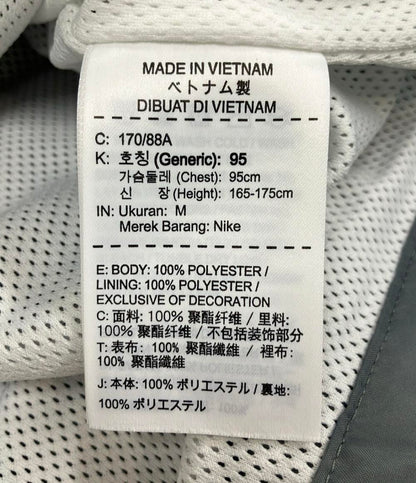 MADE IN VIETNAM
ベトナム製
DIBUAT DI VIETNAM
C: 170/88A
K: 호칭 (Generic): 95
가슴둘레 (Chest): 95cm
신 장 (Height): 165-175cm
IN: Ukuran: M
Merek Barang: Nike
E: BODY: 100% POLYESTER /
LINING: 100% POLYESTER /
EXCLUSIVE OF DECORATION
C: 面料: 100% 聚酯纤维 / 里料:
100% 聚酯纤维 / 不包括装饰部分
T: 表布: 100% 聚酯纖維 / 裡布:
100% 聚酯纖維
J: 本体: 100% ポリエステル / 裏地:
100% ポリエステル